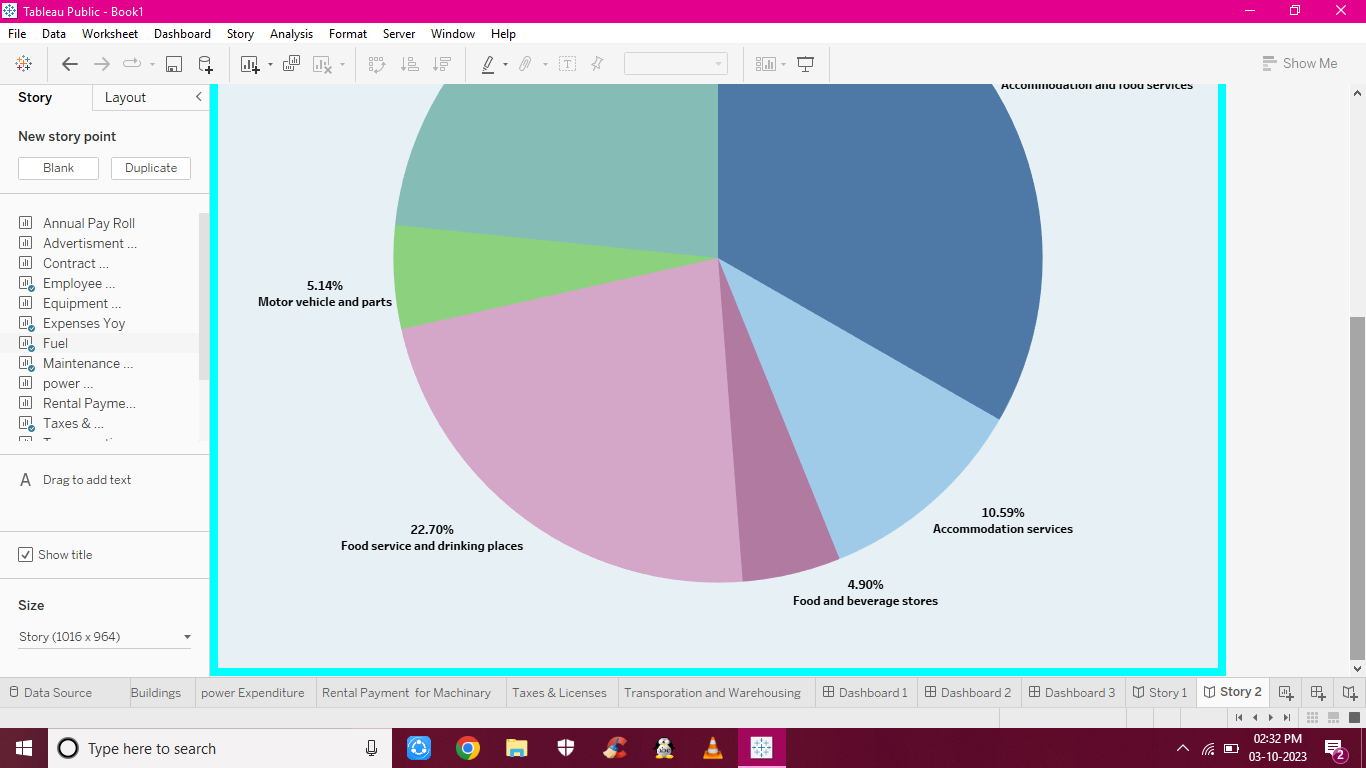 Tableau Public - Book1
File Data Worksheet Dashboard Story Analysis Format Server Window Help
Show Me
Story Layout
New story point
Blank Duplicate
Annual Pay Roll
Advertisment ...
Contract ...
Employee ...
Equipment ...
Expenses Yoy
Fuel
Maintenance ...
power ...
Rental Payme...
Taxes & ...
A Drag to add text
Show title
Size
Story (1016 x 964)
Accommodation and food services
5.14%
Motor vehicle and parts
22.70%
Food service and drinking places
10.59%
Accommodation services
4.90%
Food and beverage stores
Data Source Buildings power Expenditure Rental Payment for Machinary Taxes & Licenses Transporation and Warehousing Dashboard 1 Dashboard 2 Dashboard 3 Story 1 Story 2
Type here to search
02:32 PM
03-10-2023
2